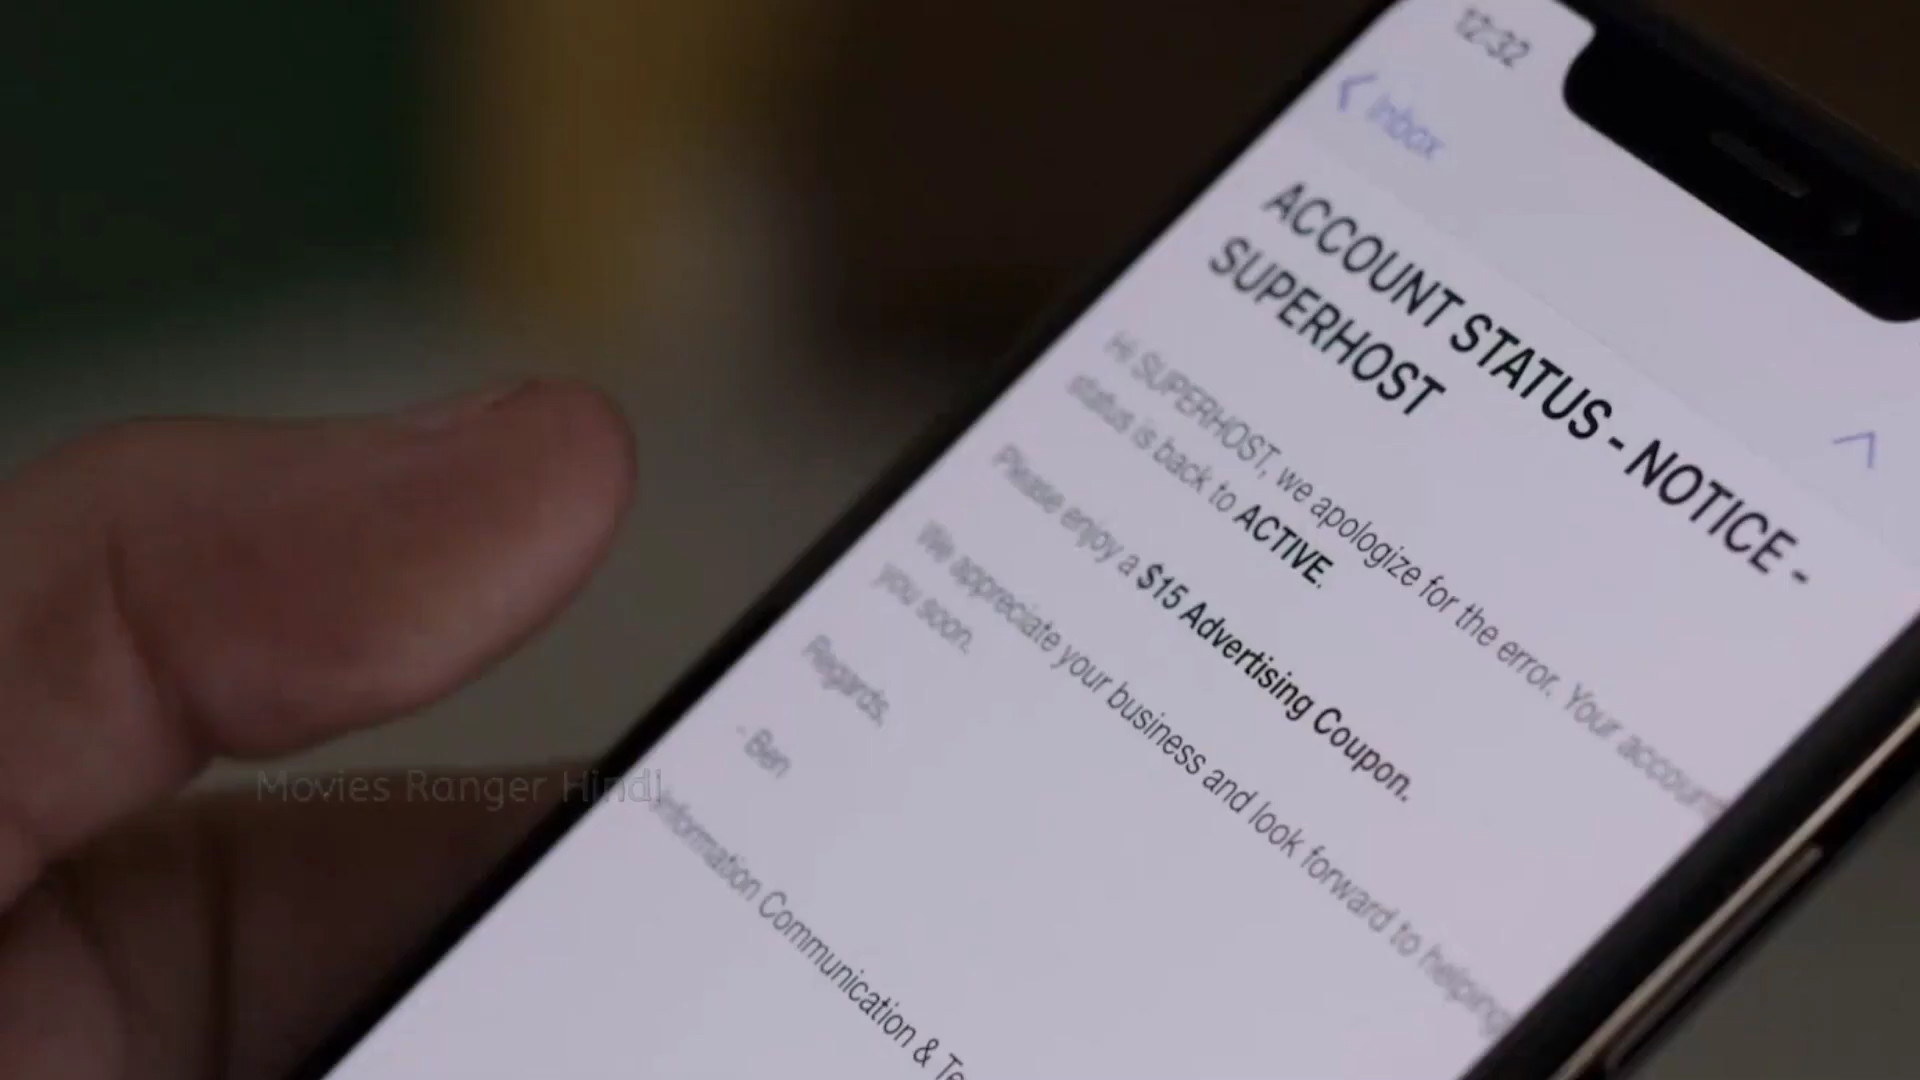 12:32
Inbox
ACCOUNT STATUS - NOTICE -
SUPERHOST
Hi SUPERHOST, we apologize for the error. Your account
status is back to ACTIVE.
Please enjoy a $15 Advertising Coupon.
We appreciate your business and look forward to helping
you soon.
Regards,
- Ben
Information Communication & Te
Movies Ranger Hindi